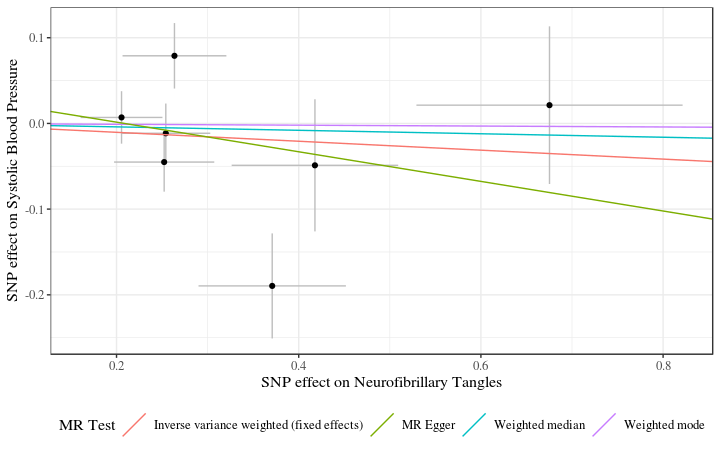 SNP effect on Systolic Blood Pressure
0.1
0.0
-0.1
-0.2
0.2 0.4 0.6 0.8
SNP effect on Neurofibrillary Tangles
MR Test Inverse variance weighted (fixed effects) MR Egger Weighted median Weighted mode